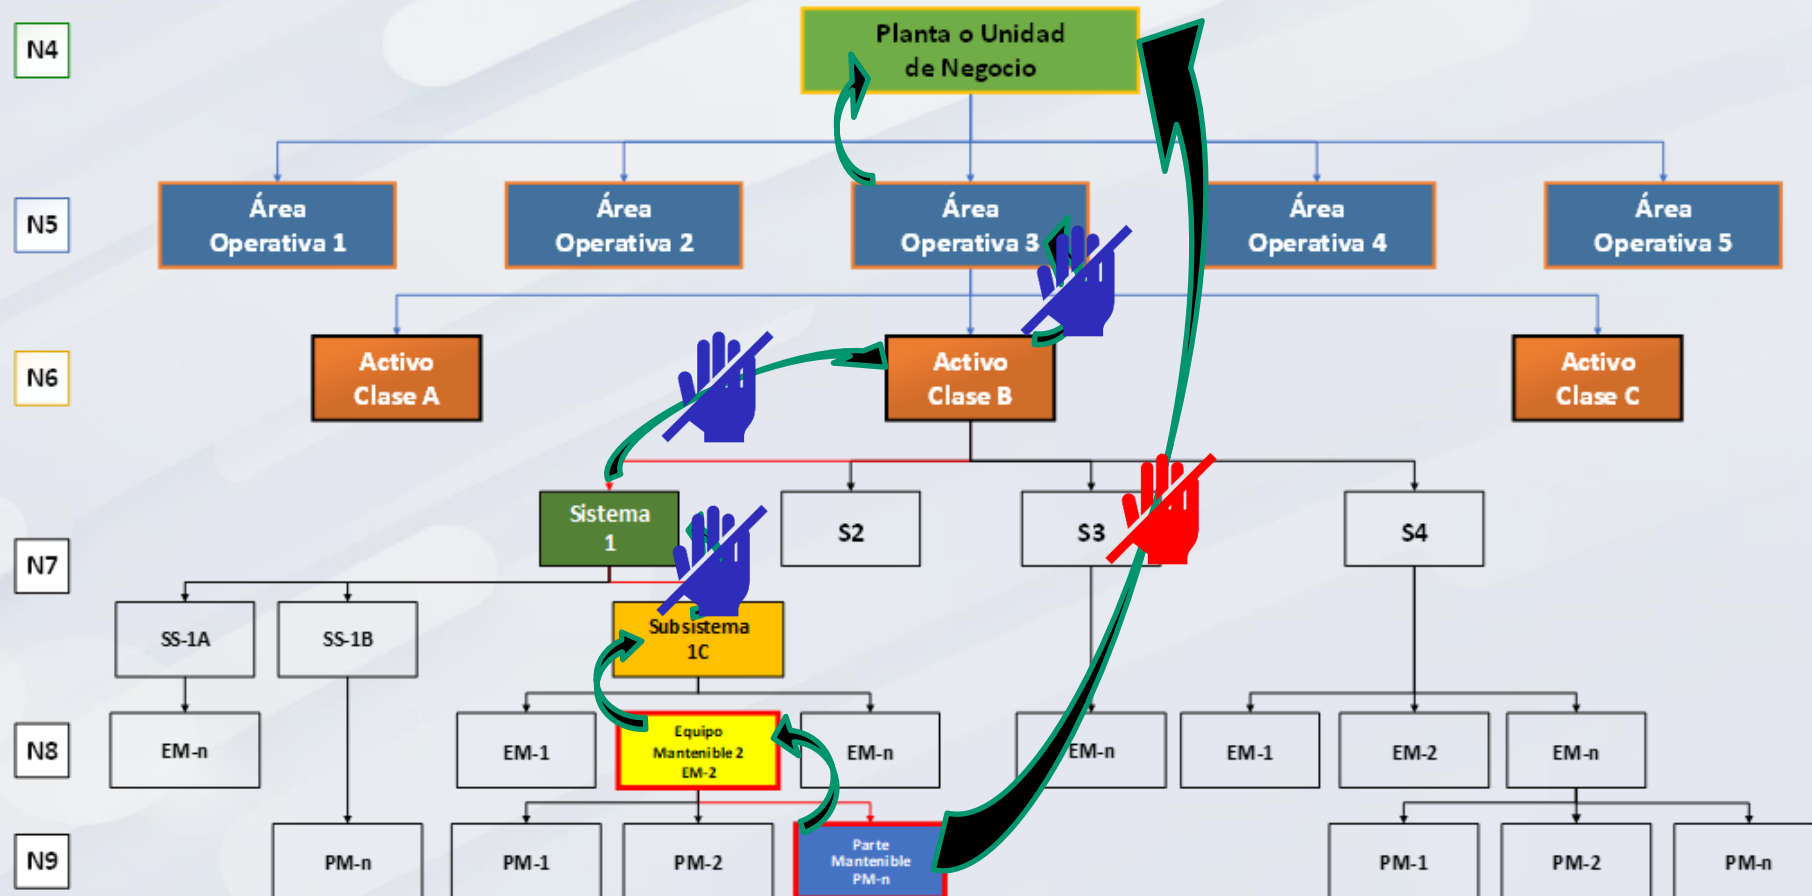 N4
Planta o Unidad
de Negocio
N5
Área
Operativa 1
Área
Operativa 2
Área
Operativa 3
Área
Operativa 4
Área
Operativa 5
N6
Activo
Clase A
Activo
Clase B
Activo
Clase C
N7
Sistema
1
S2
S3
S4
SS-1A
SS-1B
Subsistema
1C
N8
EM-n
EM-1
Equipo
Mantenible 2
EM-2
EM-n
EM-n
EM-1
EM-2
EM-n
N9
PM-n
PM-1
PM-2
Parte
Mantenible
PM-n
PM-1
PM-2
PM-n